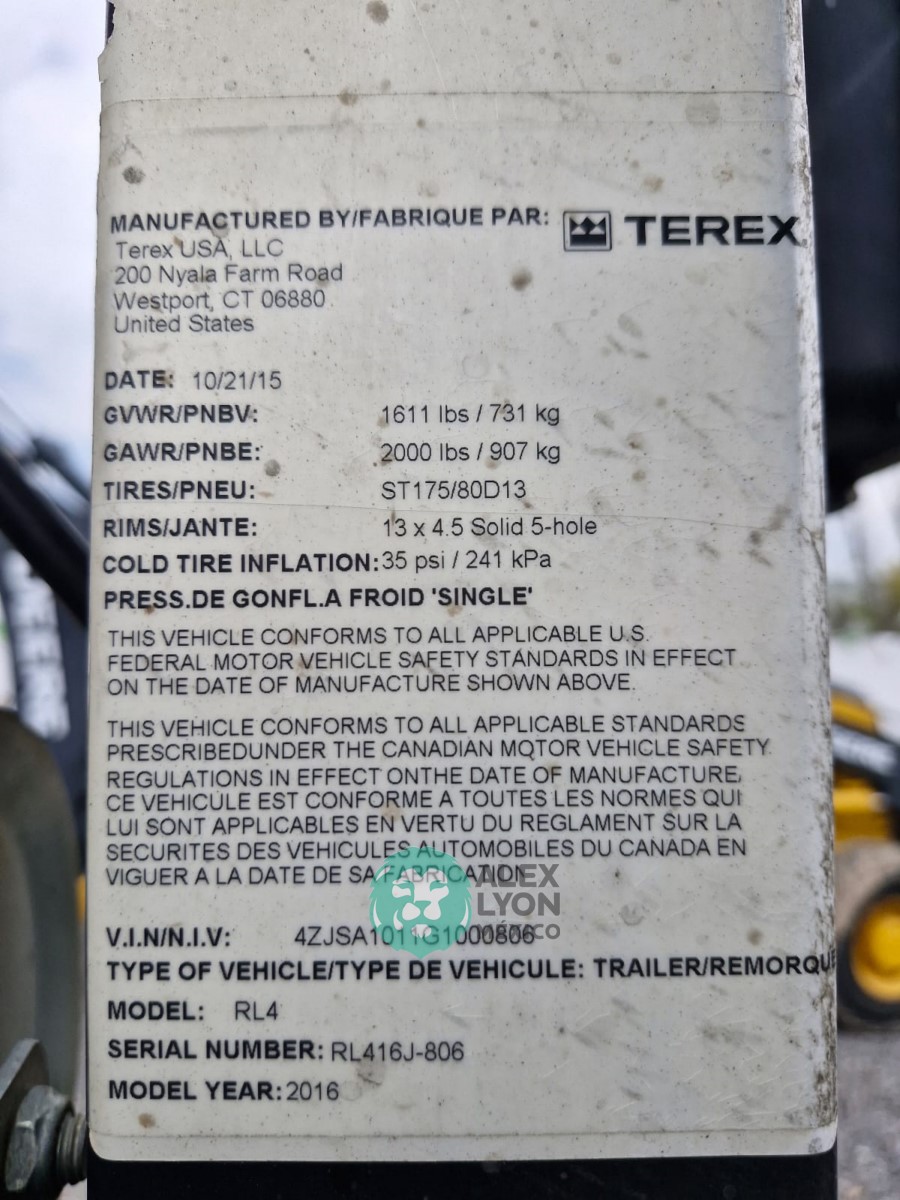 MANUFACTURED BY/FABRIQUE PAR: TEREX
Terex USA, LLC
200 Nyala Farm Road
Westport, CT 06880
United States
DATE: 10/21/15
GVWR/PNBV: 1611 lbs / 731 kg
GAWR/PNBE: 2000 lbs / 907 kg
TIRES/PNEU: ST175/80D13
RIMS/JANTE: 13 x 4.5 Solid 5-hole
COLD TIRE INFLATION: 35 psi / 241 kPa
PRESS.DE GONFL.A FROID 'SINGLE'
THIS VEHICLE CONFORMS TO ALL APPLICABLE U.S.
FEDERAL MOTOR VEHICLE SAFETY STANDARDS IN EFFECT
ON THE DATE OF MANUFACTURE SHOWN ABOVE.
THIS VEHICLE CONFORMS TO ALL APPLICABLE STANDARDS
PRESCRIBEDUNDER THE CANADIAN MOTOR VEHICLE SAFETY
REGULATIONS IN EFFECT ONTHE DATE OF MANUFACTURE,
CE VEHICULE EST CONFORME A TOUTES LES NORMES QUI
LUI SONT APPLICABLES EN VERTU DU REGLAMENT SUR LA
SECURITES DES VEHICULES AUTOMOBILES DU CANADA EN
VIGUER A LA DATE DE SA FABRICATION
ALEX
LYON
MÉXICO
V.I.N/N.I.V: 4ZJSA1011G1000806
TYPE OF VEHICLE/TYPE DE VEHICULE: TRAILER/REMORQUE
MODEL: RL4
SERIAL NUMBER: RL416J-806
MODEL YEAR: 2016